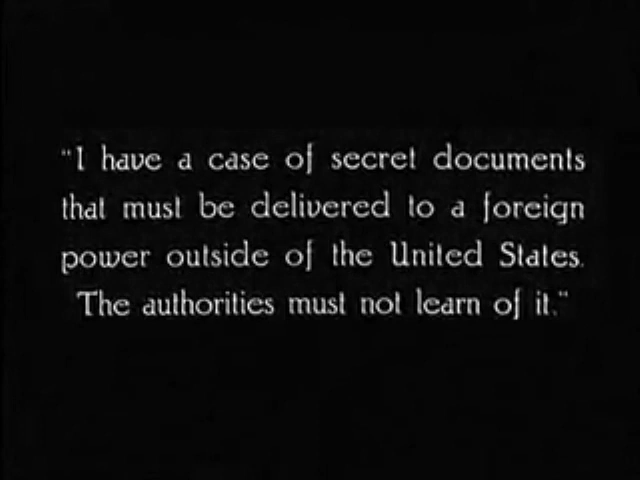 "I have a case of secret documents
that must be delivered to a foreign
power outside of the United States.
The authorities must not learn of it."